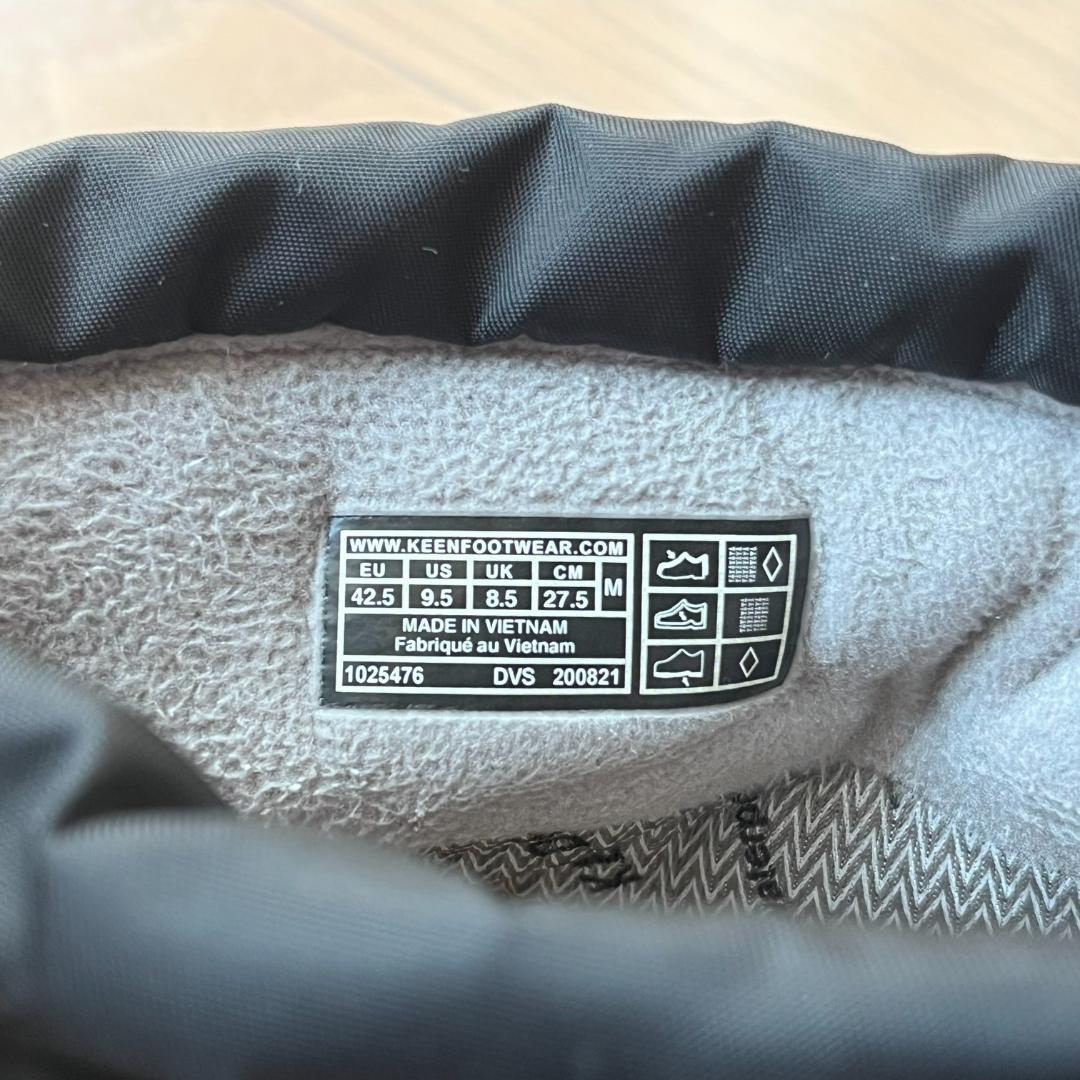 WWW.KEENFOOTWEAR.COM
EU US UK CM M
42.5 9.5 8.5 27.5
MADE IN VIETNAM
Fabriqué au Vietnam
1025476 DVS 200821